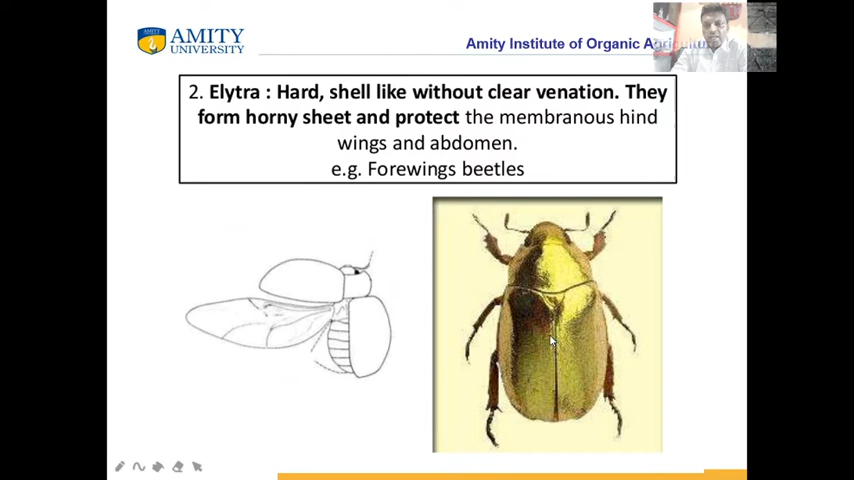 AMITY
UNIVERSITY
Amity Institute of Organic Agriculture
2. Elytra : Hard, shell like without clear venation. They
form horny sheet and protect the membranous hind
wings and abdomen.
e.g. Forewings beetles